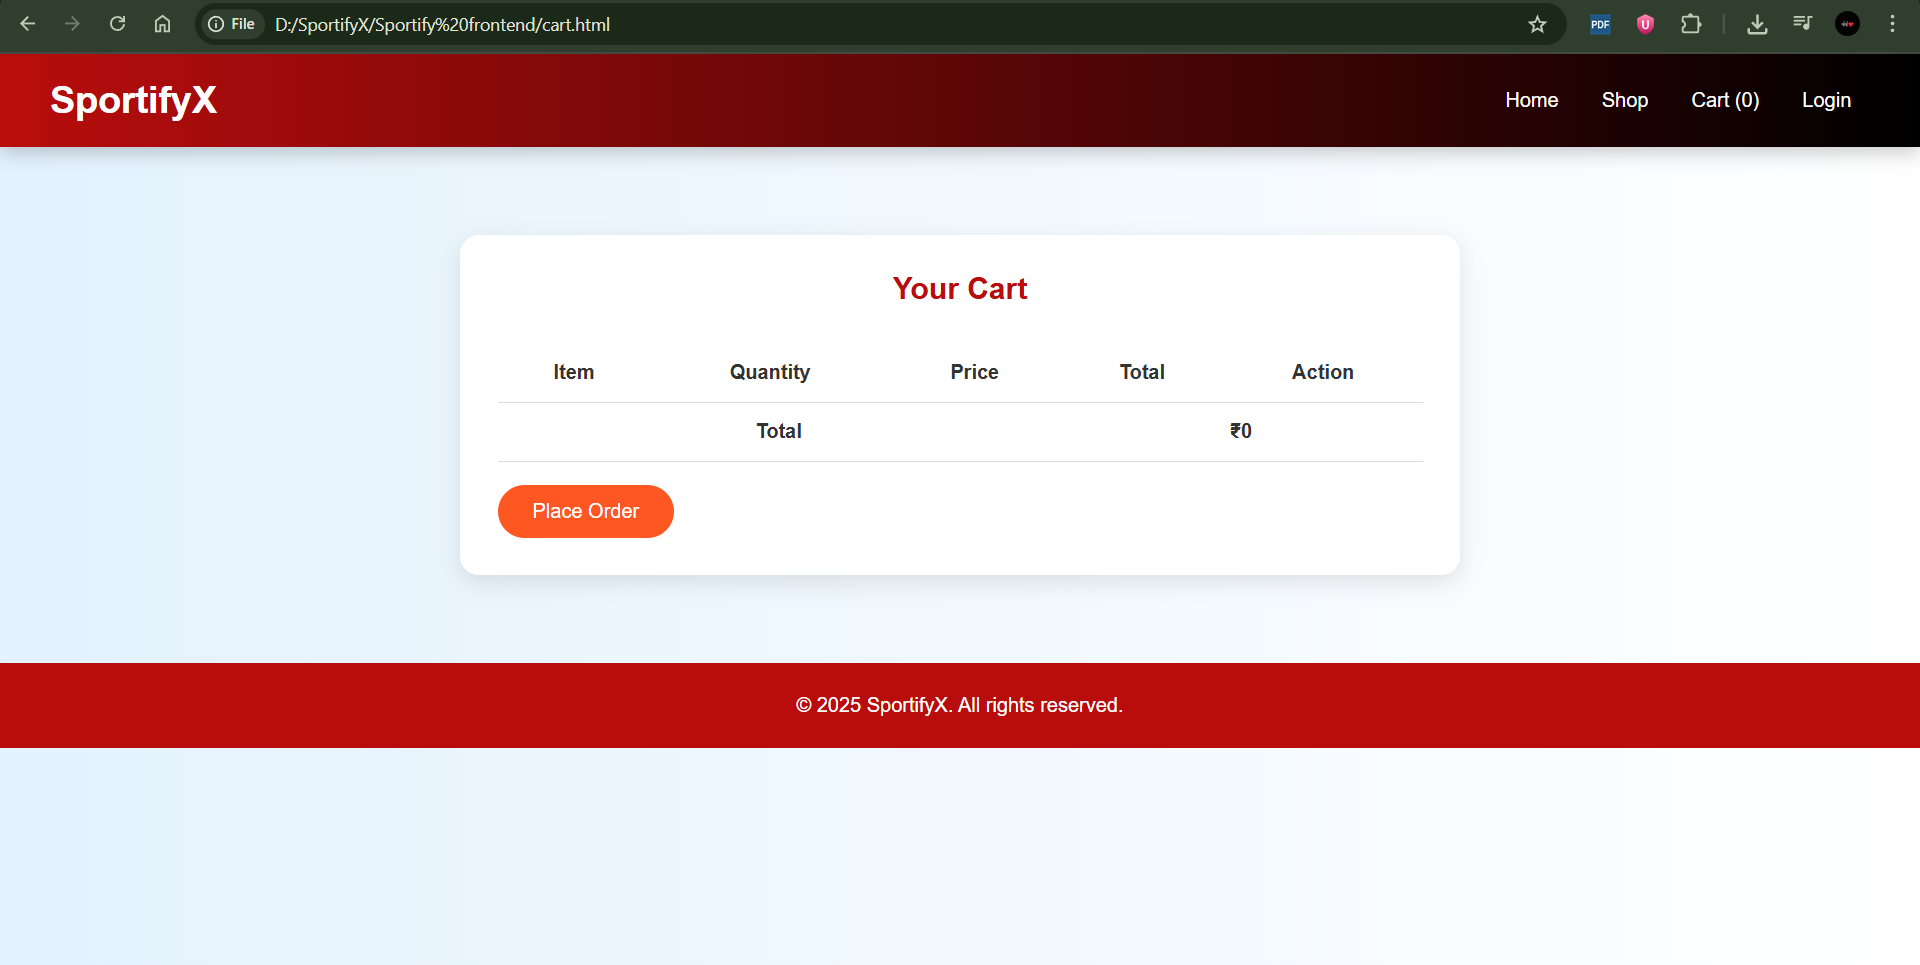 File D:/SportifyX/Sportify%20frontend/cart.html
PDF
U
SportifyX
Home Shop Cart (0) Login
Your Cart
Item Quantity Price Total Action
Total ₹0
Place Order
© 2025 SportifyX. All rights reserved.